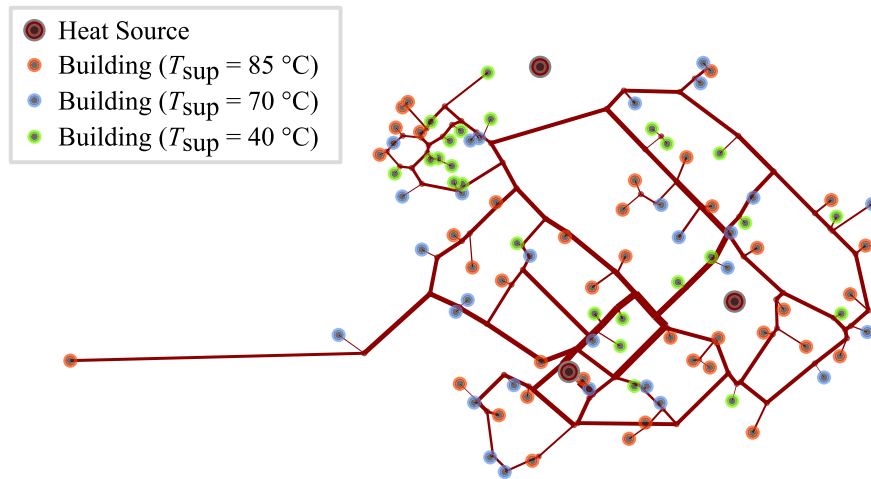 Heat Source
Building (Tsup = 85 °C)
Building (Tsup = 70 °C)
Building (Tsup = 40 °C)